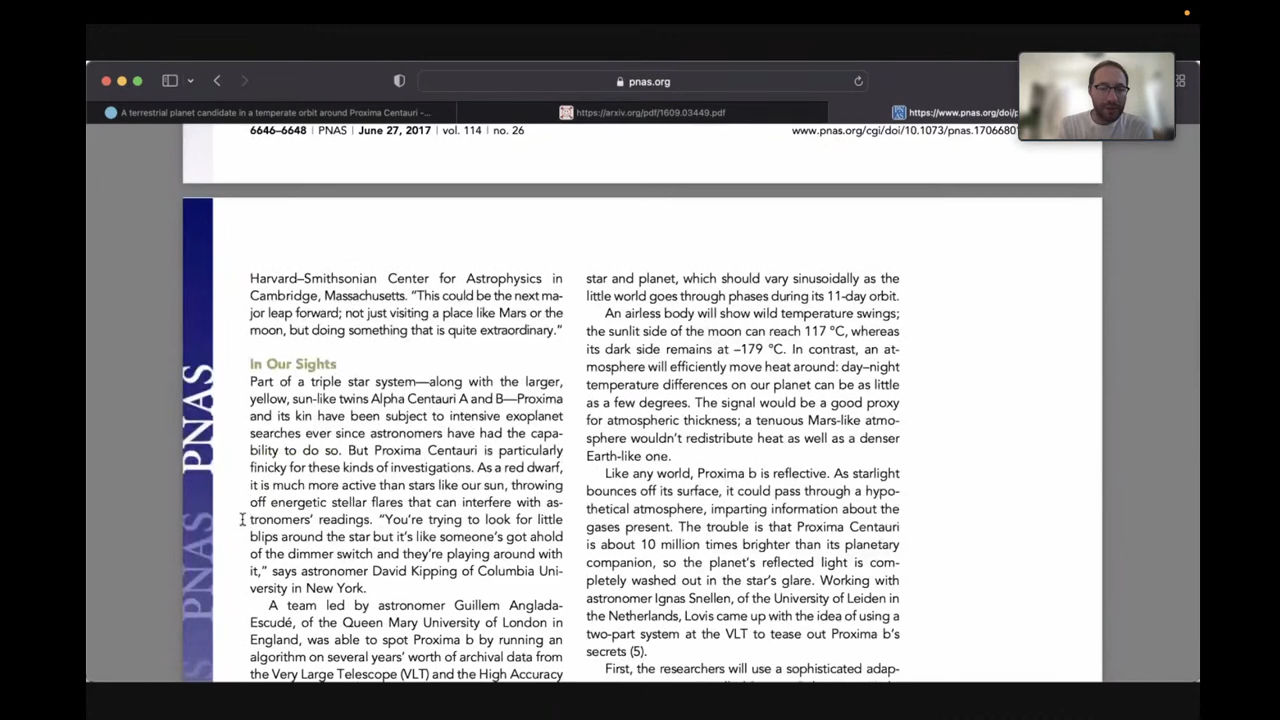 pnas.org
A terrestrial planet candidate in a temperate orbit around Proxima Centauri -...
https://arxiv.org/pdf/1609.03449.pdf
https://www.pnas.org/doi/p
6646–6648 | PNAS | June 27, 2017 | vol. 114 | no. 26
www.pnas.org/cgi/doi/10.1073/pnas.1706680
Harvard–Smithsonian Center for Astrophysics in
Cambridge, Massachusetts. “This could be the next ma-
jor leap forward; not just visiting a place like Mars or the
moon, but doing something that is quite extraordinary.”
In Our Sights
Part of a triple star system—along with the larger,
yellow, sun-like twins Alpha Centauri A and B—Proxima
and its kin have been subject to intensive exoplanet
searches ever since astronomers have had the capa-
bility to do so. But Proxima Centauri is particularly
finicky for these kinds of investigations. As a red dwarf,
it is much more active than stars like our sun, throwing
off energetic stellar flares that can interfere with as-
tronomers’ readings. “You’re trying to look for little
blips around the star but it’s like someone’s got ahold
of the dimmer switch and they’re playing around with
it,” says astronomer David Kipping of Columbia Uni-
versity in New York.
A team led by astronomer Guillem Anglada-
Escudé, of the Queen Mary University of London in
England, was able to spot Proxima b by running an
algorithm on several years’ worth of archival data from
the Very Large Telescope (VLT) and the High Accuracy
star and planet, which should vary sinusoidally as the
little world goes through phases during its 11-day orbit.
An airless body will show wild temperature swings;
the sunlit side of the moon can reach 117 °C, whereas
its dark side remains at –179 °C. In contrast, an at-
mosphere will efficiently move heat around: day–night
temperature differences on our planet can be as little
as a few degrees. The signal would be a good proxy
for atmospheric thickness; a tenuous Mars-like atmo-
sphere wouldn’t redistribute heat as well as a denser
Earth-like one.
Like any world, Proxima b is reflective. As starlight
bounces off its surface, it could pass through a hypo-
thetical atmosphere, imparting information about the
gases present. The trouble is that Proxima Centauri
is about 10 million times brighter than its planetary
companion, so the planet’s reflected light is com-
pletely washed out in the star’s glare. Working with
astronomer Ignas Snellen, of the University of Leiden in
the Netherlands, Lovis came up with the idea of using a
two-part system at the VLT to tease out Proxima b’s
secrets (5).
First, the researchers will use a sophisticated adap-
PNAS
PNAS
PNAS